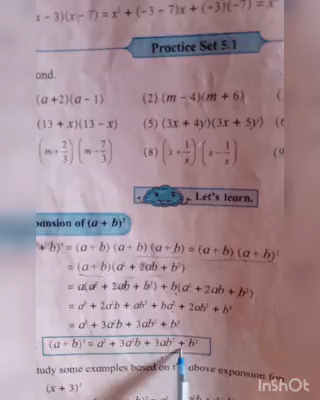 x - 3)(x - 7) = x² + (-3 - 7)x + (-3)(-7) = x
Practice Set 5.1
and.
(a+2)(a - 1) (2) (m - 4)(m + 6) (
(13 + x)(13 - x) (5) (3x + 4y)(3x + 5y) (6
(m + 2/3)(m - 7/3) (8) (x + 1/x)(x - 1/x) (9
Let's learn.
pansion of (a + b)³
+ b)³ = (a + b) (a + b) (a + b) = (a + b) (a + b)²
= (a + b)(a² + 2ab + b²)
= a(a² + 2ab + b²) + b(a² + 2ab + b²)
= a³ + 2a²b + ab² + ba² + 2ab² + b³
= a³ + 3a²b + 3ab² + b³
(a + b)³ = a³ + 3a²b + 3ab² + b³
tudy some examples based on above expansion for
(x + 3)³
InShOt